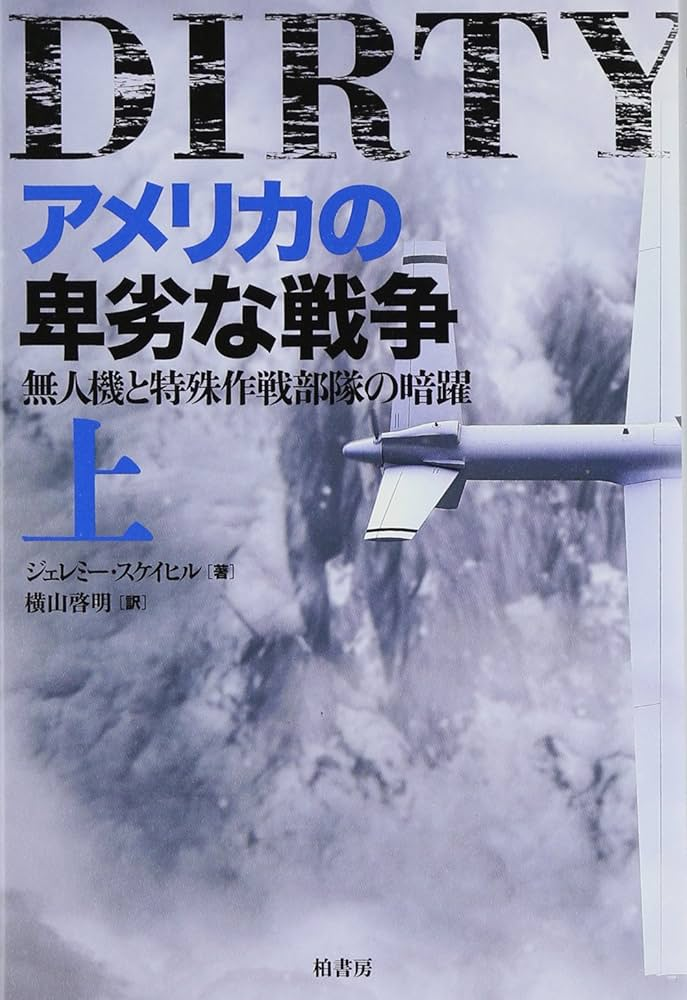 DIRTY
アメリカの
卑劣な戦争
無人機と特殊作戦部隊の暗躍
上
ジェレミー・スケイヒル[著]
横山啓明[訳]
柏書房